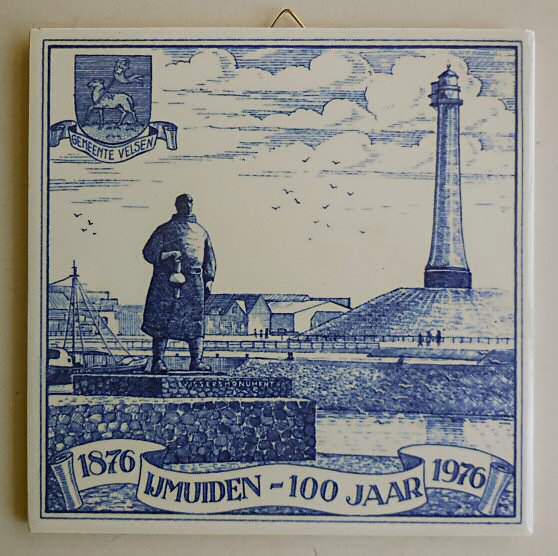 GEMEENTE VELSEN
VISSERSMONUMENT
1876 IJMUIDEN - 100 JAAR 1976